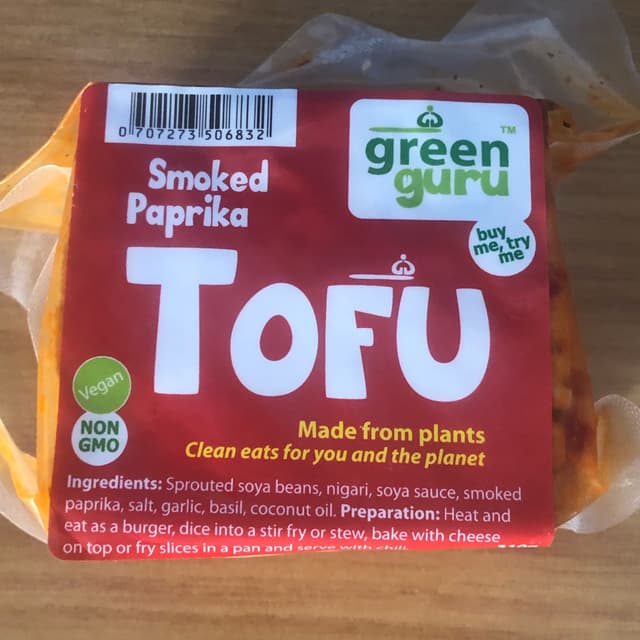 0 707273 506832
green
guru
TM
Smoked
Paprika
buy
me, try
me
TOFU
Vegan
NON
GMO
Made from plants
Clean eats for you and the planet
Ingredients: Sprouted soya beans, nigari, soya sauce, smoked
paprika, salt, garlic, basil, coconut oil. Preparation: Heat and
eat as a burger, dice into a stir fry or stew, bake with cheese
on top or fry slices in a pan and serve with chili.